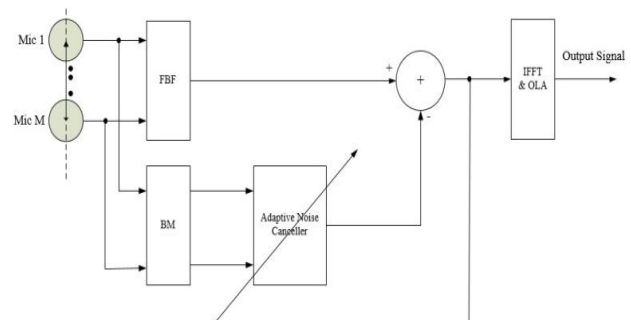 Mic 1
FBF
+
+
-
IFFT
& OLA
Output Signal
Mic M
BM
Adaptive Noise
Canceller